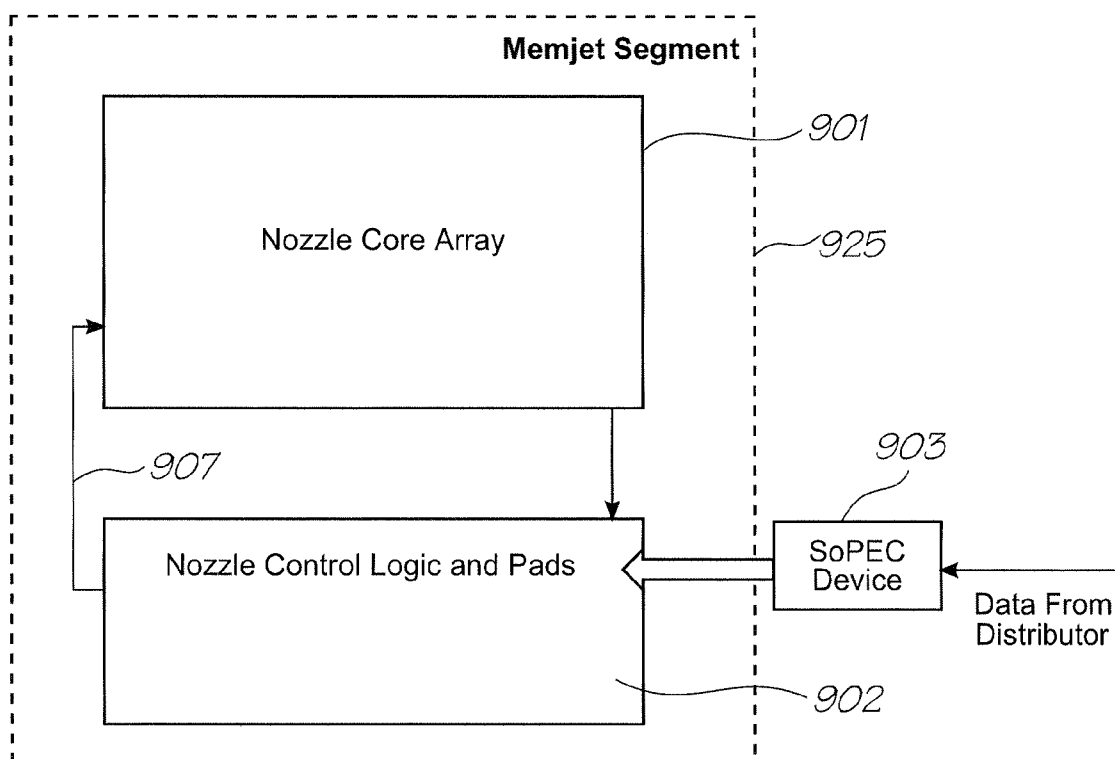 Memjet Segment
901
Nozzle Core Array
925
907
903
Nozzle Control Logic and Pads
SoPEC
Device
Data From
Distributor
902